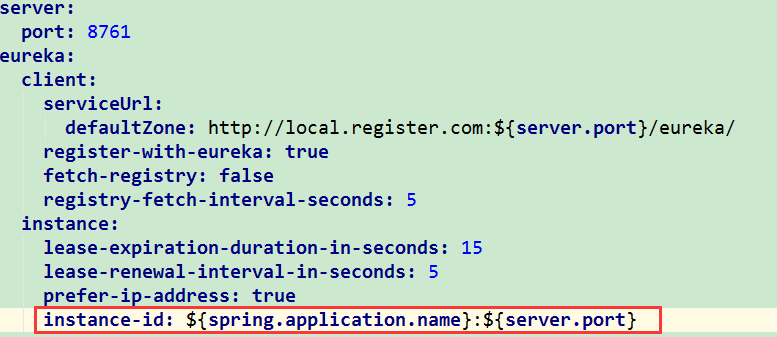 server:
  port: 8761
eureka:
  client:
    serviceUrl:
      defaultZone: http://local.register.com:${server.port}/eureka/
    register-with-eureka: true
    fetch-registry: false
    registry-fetch-interval-seconds: 5
  instance:
    lease-expiration-duration-in-seconds: 15
    lease-renewal-interval-in-seconds: 5
    prefer-ip-address: true
    instance-id: ${spring.application.name}:${server.port}